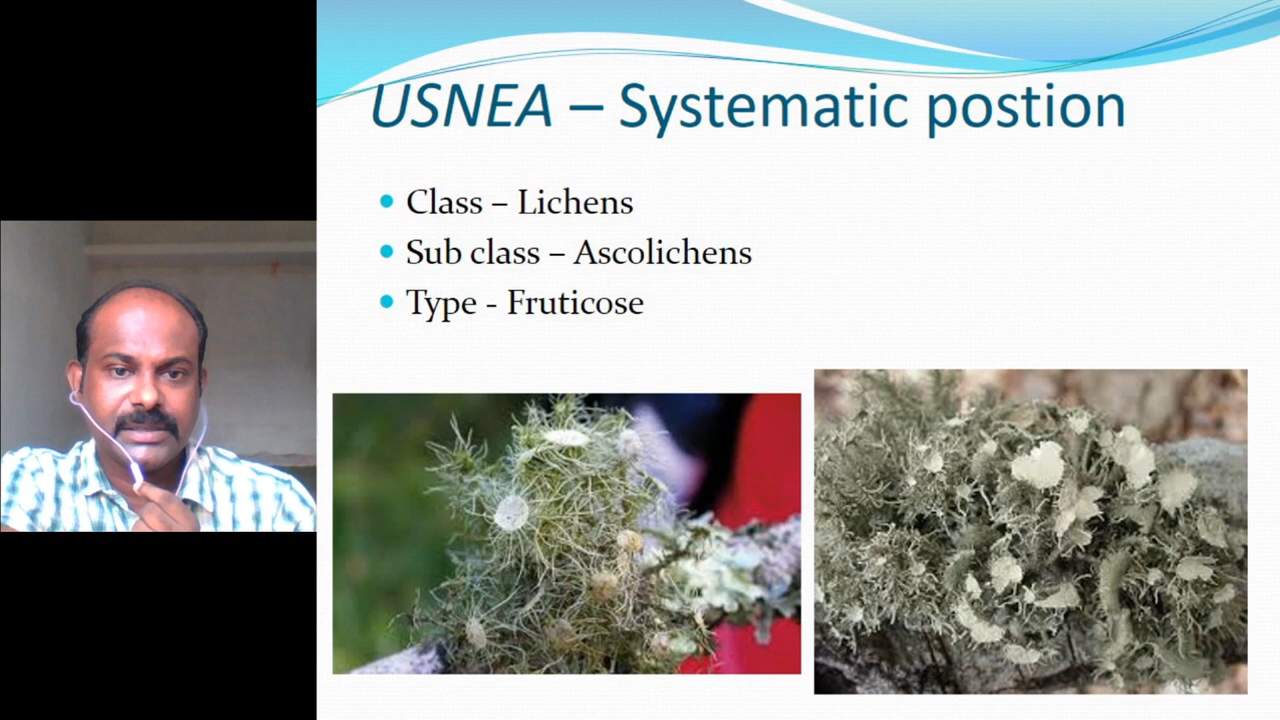 USNEA – Systematic postion
Class – Lichens
Sub class – Ascolichens
Type - Fruticose